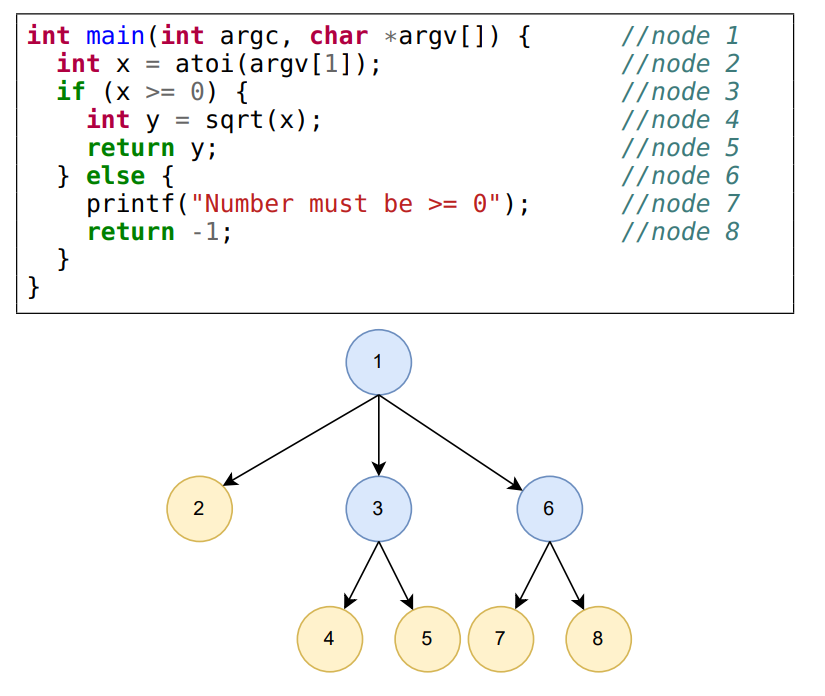 int main(int argc, char *argv[]) { //node 1
  int x = atoi(argv[1]); //node 2
  if (x >= 0) { //node 3
    int y = sqrt(x); //node 4
    return y; //node 5
  } else { //node 6
    printf("Number must be >= 0"); //node 7
    return -1; //node 8
  }
}
1
2 3 6
4 5 7 8